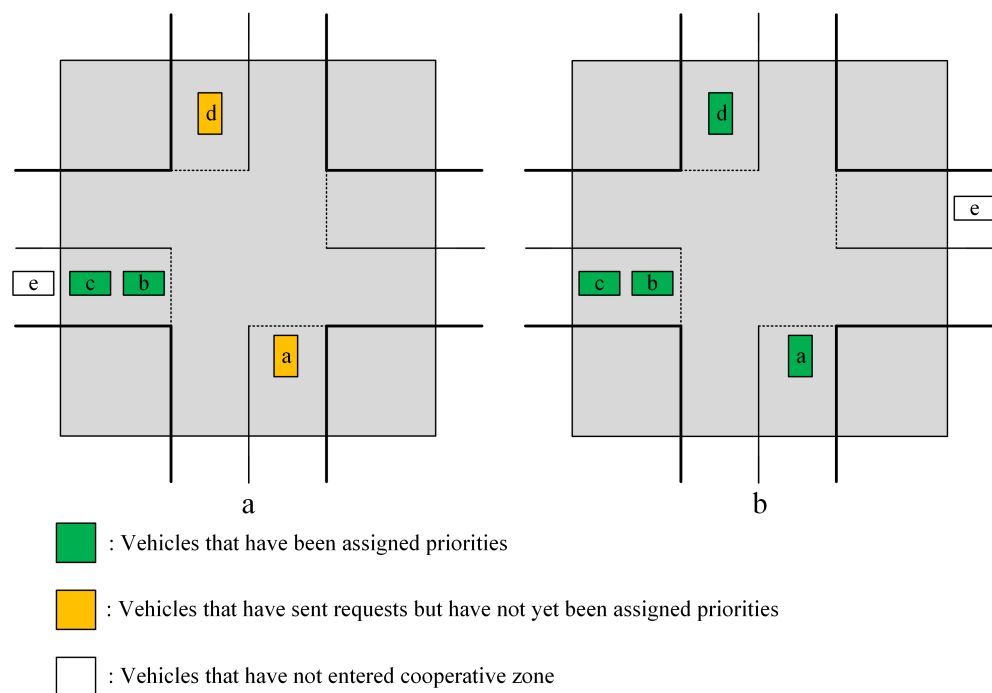 d
d
e
e
c
b
c
b
a
a
a
b
: Vehicles that have been assigned priorities
: Vehicles that have sent requests but have not yet been assigned priorities
: Vehicles that have not entered cooperative zone